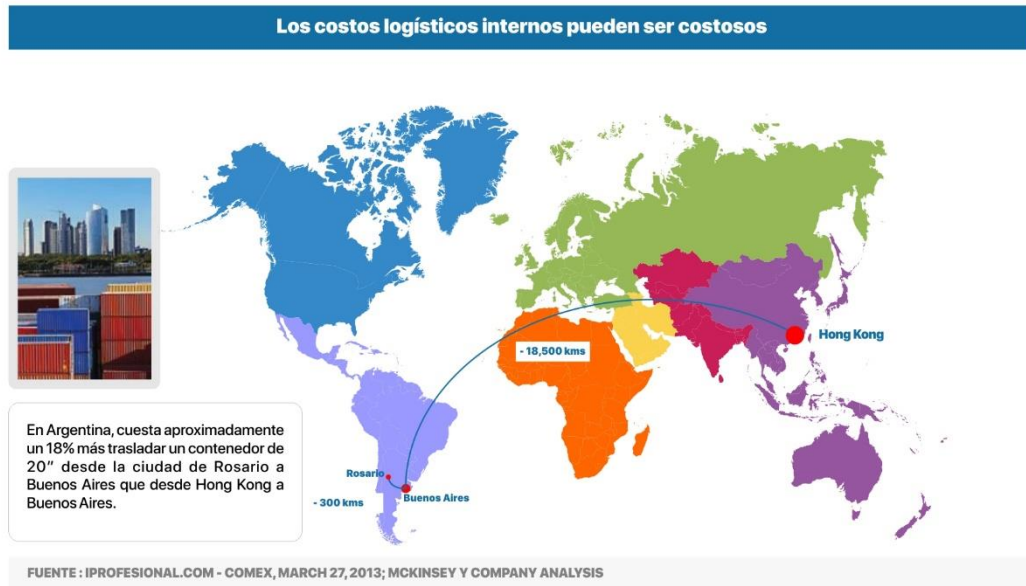 Los costos logísticos internos pueden ser costosos
Hong Kong
- 18,500 kms
En Argentina, cuesta aproximadamente
un 18% más trasladar un contenedor de
20” desde la ciudad de Rosario a
Buenos Aires que desde Hong Kong a
Buenos Aires.
Rosario
Buenos Aires
- 300 kms
FUENTE : IPROFESIONAL.COM - COMEX, MARCH 27, 2013; MCKINSEY Y COMPANY ANALYSIS